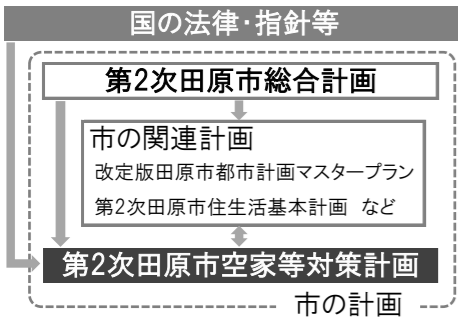 国の法律・指針等
第2次田原市総合計画
市の関連計画
改定版田原市都市計画マスタープラン
第2次田原市住生活基本計画 など
第2次田原市空家等対策計画
市の計画